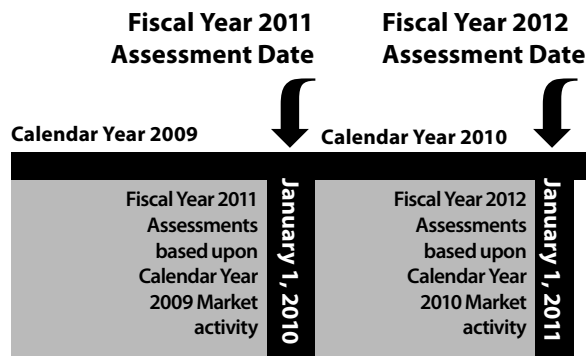 Fiscal Year 2011
Assessment Date
Fiscal Year 2012
Assessment Date
Calendar Year 2009
Calendar Year 2010
Fiscal Year 2011
Assessments
based upon
Calendar Year
2009 Market
activity
January 1, 2010
Fiscal Year 2012
Assessments
based upon
Calendar Year
2010 Market
activity
January 1, 2011